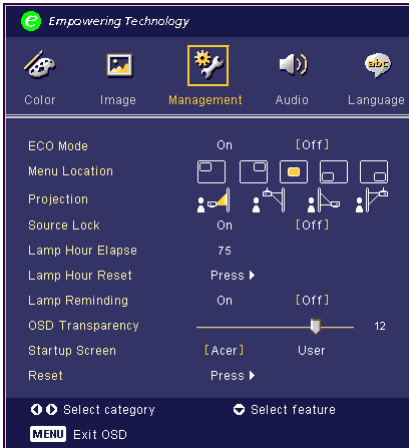 e Empowering Technology
Color Image Management Audio abc Language
ECO Mode On [Off]
Menu Location
Projection
Source Lock On [Off]
Lamp Hour Elapse 75
Lamp Hour Reset Press
Lamp Reminding On [Off]
OSD Transparency 12
Startup Screen [Acer] User
Reset Press
Select category Select feature
MENU Exit OSD